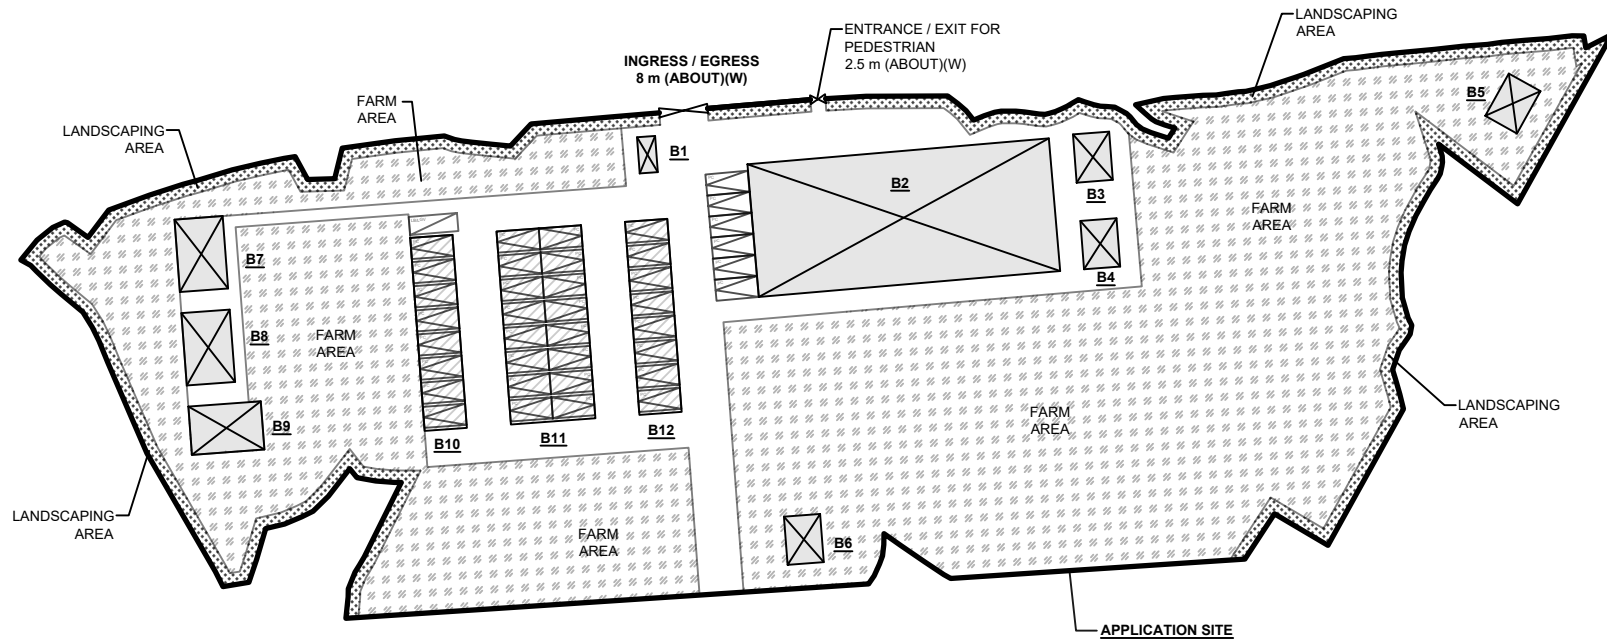 LANDSCAPING
AREA
ENTRANCE / EXIT FOR
PEDESTRIAN
2.5 m (ABOUT)(W)
INGRESS / EGRESS
8 m (ABOUT)(W)
FARM
AREA
LANDSCAPING
AREA
B5
B1
B2
B3
B4
FARM
AREA
B7
B8
FARM
AREA
B9
B10
B11
B12
FARM
AREA
LANDSCAPING
AREA
LANDSCAPING
AREA
FARM
AREA
B6
APPLICATION SITE